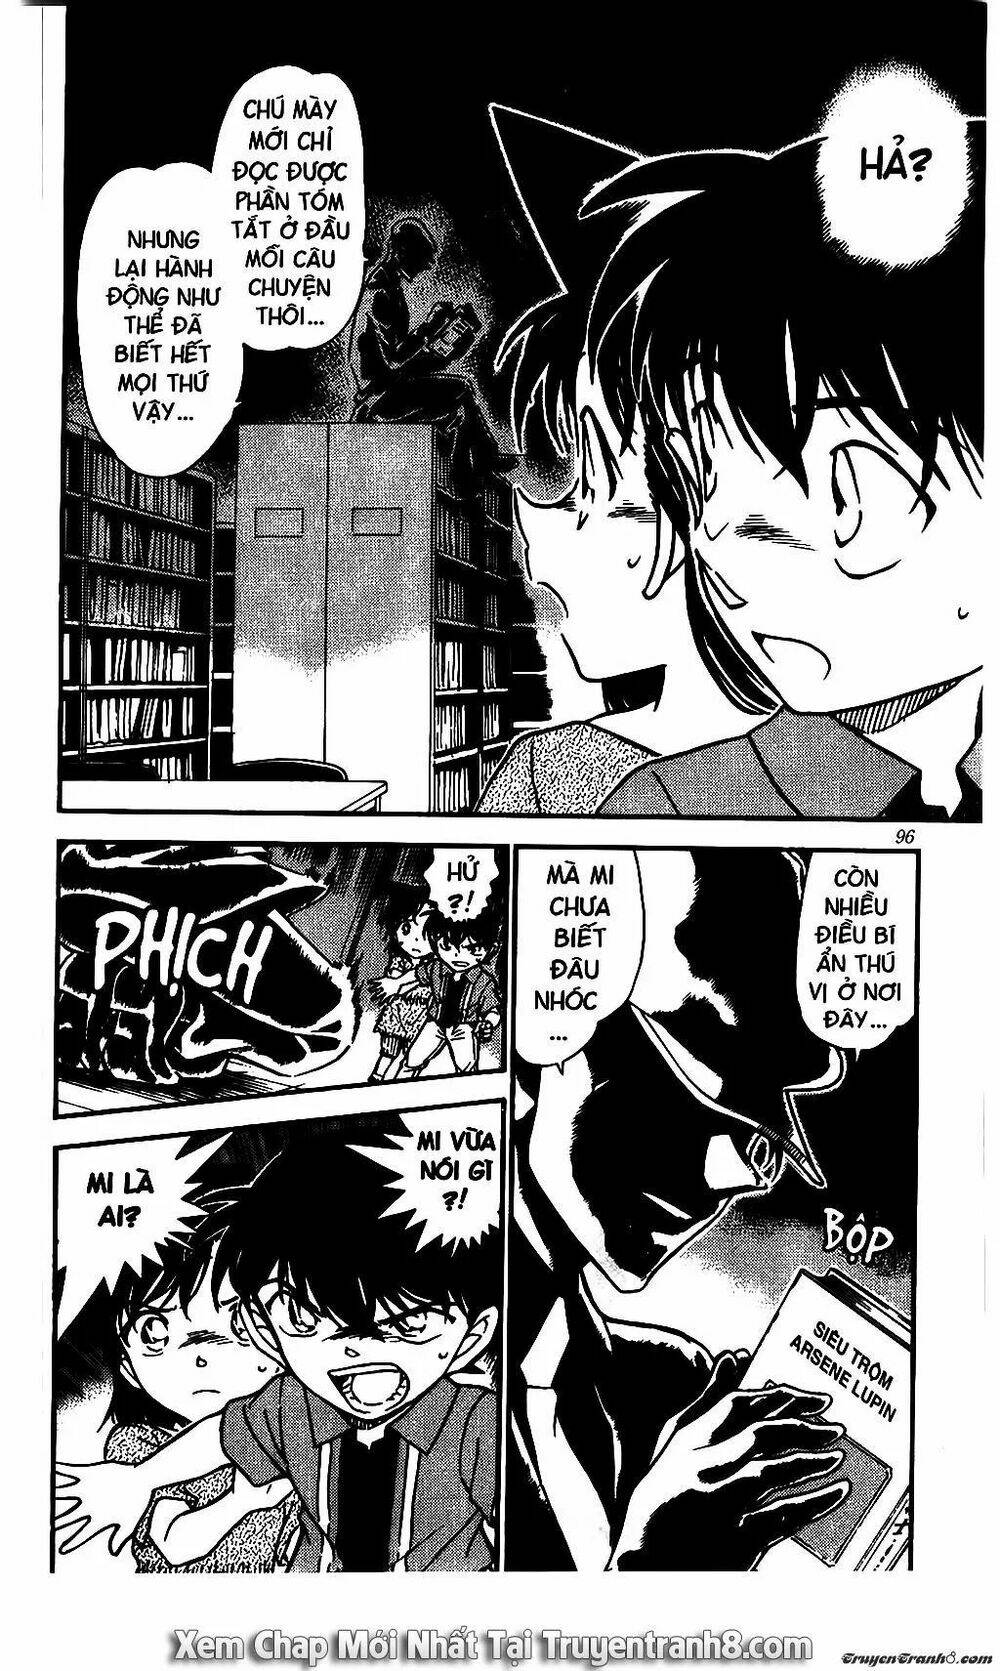 HẢ?
CHÚ MÀY
MỚI CHỈ
ĐỌC ĐƯỢC
PHẦN TÓM
TẮT Ở ĐẦU
MỖI CÂU
CHUYỆN
THÔI...
NHƯNG
LẠI HÀNH
ĐỘNG NHƯ
THỂ ĐÃ
BIẾT HẾT
MỌI THỨ
VẬY...
96
CÒN
NHIỀU
ĐIỀU BÍ
ẨN THÚ
VỊ Ở NƠI
ĐÂY...
MÀ MI
CHƯA
BIẾT
ĐÂU
NHÓC
...
BỘP
SIÊU TRỘM
ARSENE LUPIN
HỬ
?!
PHỊCH
MI VỪA
NÓI GÌ
?!
MI LÀ
AI?
Xem Chap Mới Nhất Tại Truyentranh8.com
TruyenTranh8.com